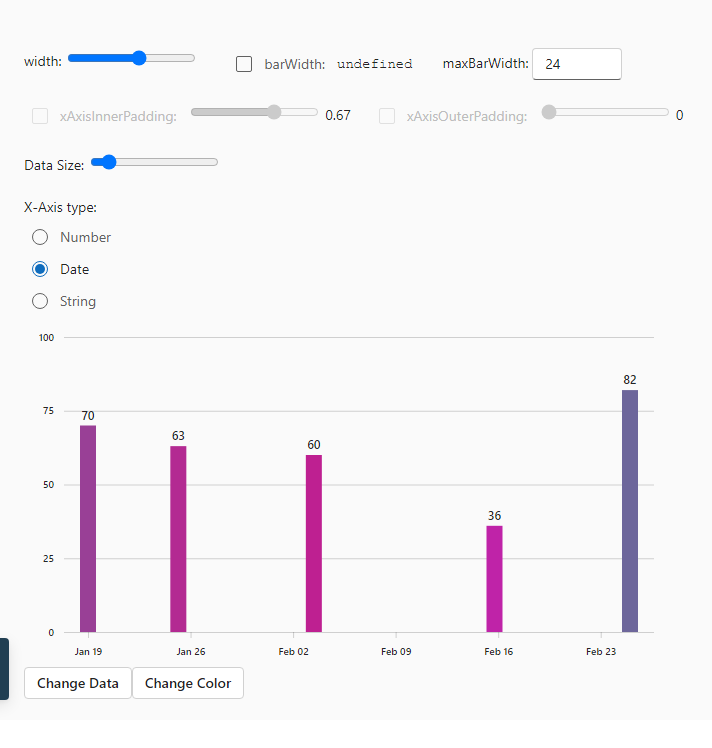 width: barWidth: undefined maxBarWidth: 24
xAxisInnerPadding: 0.67 xAxisOuterPadding: 0
Data Size:
X-Axis type:
Number
Date
String
100
82
75
70
63
60
50
36
25
0
Jan 19 Jan 26 Feb 02 Feb 09 Feb 16 Feb 23
Change Data Change Color